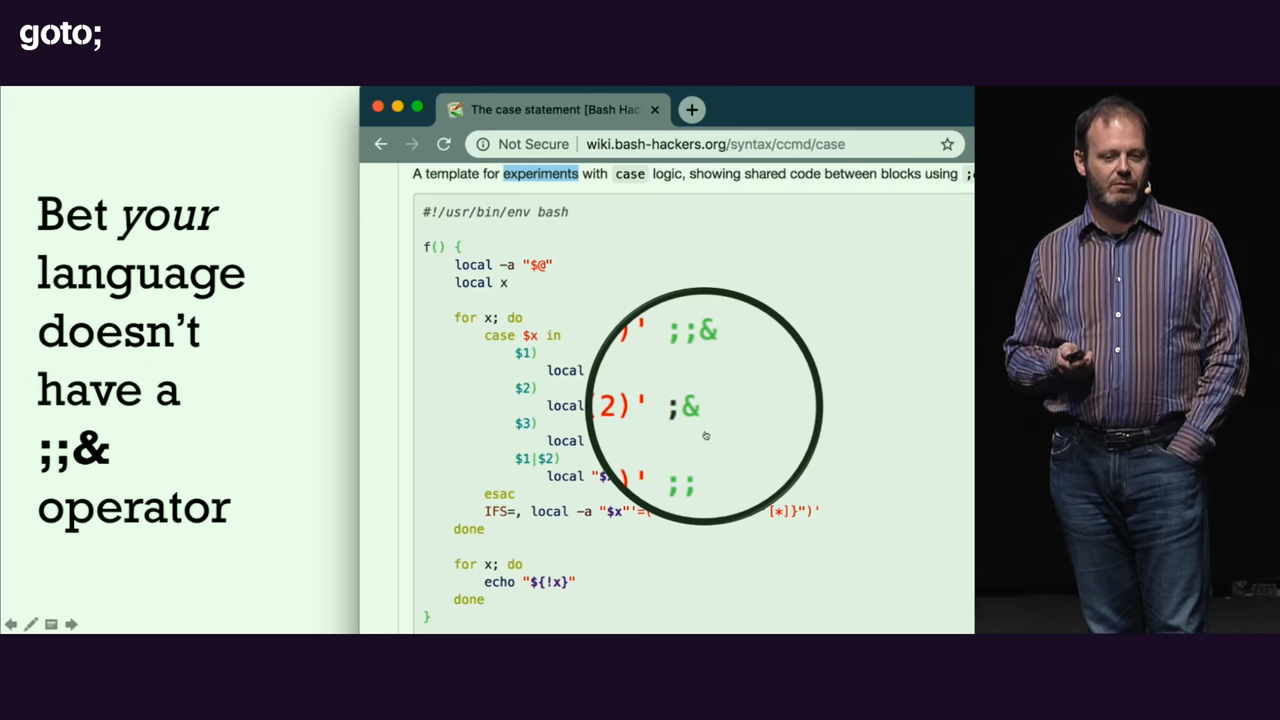 goto;
Bet your
language
doesn't
have a
;;&
operator
The case statement [Bash Hac
Not Secure | wiki.bash-hackers.org/syntax/ccmd/case
A template for experiments with case logic, showing shared code between blocks using ;
#!/usr/bin/env bash
f() {
local -a "$@"
local x
for x; do
case $x in
$1)
local )' ;;&
$2)
local (2)' ;&
$3)
local
$1|$2)
local "$x )' ;;
esac
IFS=, local -a "$x"'=( [*]}")'
done
for x; do
echo "${!x}"
done
}